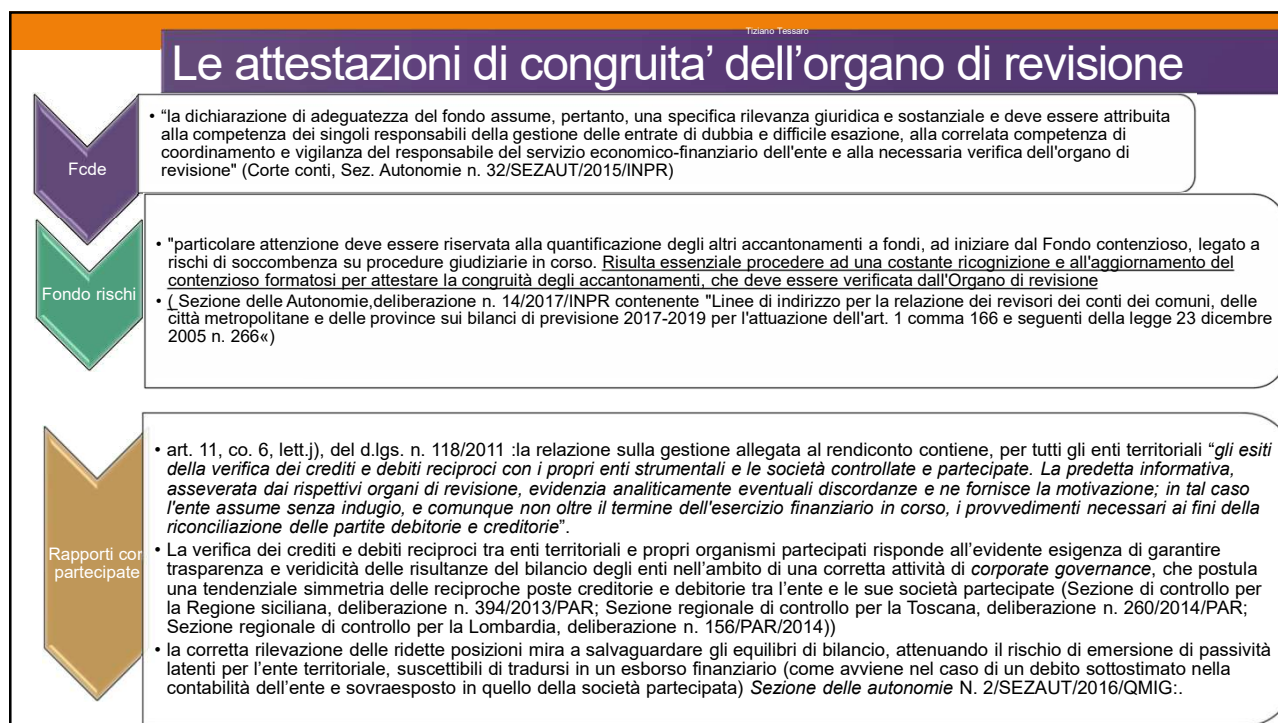 Tiziano Tessaro
Le attestazioni di congruita’ dell’organo di revisione
Fcde
• “la dichiarazione di adeguatezza del fondo assume, pertanto, una specifica rilevanza giuridica e sostanziale e deve essere attribuita
alla competenza dei singoli responsabili della gestione delle entrate di dubbia e difficile esazione, alla correlata competenza di
coordinamento e vigilanza del responsabile del servizio economico-finanziario dell'ente e alla necessaria verifica dell'organo di
revisione" (Corte conti, Sez. Autonomie n. 32/SEZAUT/2015/INPR)
Fondo rischi
• "particolare attenzione deve essere riservata alla quantificazione degli altri accantonamenti a fondi, ad iniziare dal Fondo contenzioso, legato a
rischi di soccombenza su procedure giudiziarie in corso. Risulta essenziale procedere ad una costante ricognizione e all'aggiornamento del
contenzioso formatosi per attestare la congruità degli accantonamenti, che deve essere verificata dall'Organo di revisione
• ( Sezione delle Autonomie,deliberazione n. 14/2017/INPR contenente "Linee di indirizzo per la relazione dei revisori dei conti dei comuni, delle
città metropolitane e delle province sui bilanci di previsione 2017-2019 per l'attuazione dell'art. 1 comma 166 e seguenti della legge 23 dicembre
2005 n. 266«)
Rapporti con
partecipate
• art. 11, co. 6, lett.j), del d.lgs. n. 118/2011 :la relazione sulla gestione allegata al rendiconto contiene, per tutti gli enti territoriali “gli esiti
della verifica dei crediti e debiti reciproci con i propri enti strumentali e le società controllate e partecipate. La predetta informativa,
asseverata dai rispettivi organi di revisione, evidenzia analiticamente eventuali discordanze e ne fornisce la motivazione; in tal caso
l'ente assume senza indugio, e comunque non oltre il termine dell'esercizio finanziario in corso, i provvedimenti necessari ai fini della
riconciliazione delle partite debitorie e creditorie”.
• La verifica dei crediti e debiti reciproci tra enti territoriali e propri organismi partecipati risponde all’evidente esigenza di garantire
trasparenza e veridicità delle risultanze del bilancio degli enti nell’ambito di una corretta attività di corporate governance, che postula
una tendenziale simmetria delle reciproche poste creditorie e debitorie tra l’ente e le sue società partecipate (Sezione di controllo per
la Regione siciliana, deliberazione n. 394/2013/PAR; Sezione regionale di controllo per la Toscana, deliberazione n. 260/2014/PAR;
Sezione regionale di controllo per la Lombardia, deliberazione n. 156/PAR/2014))
• la corretta rilevazione delle ridette posizioni mira a salvaguardare gli equilibri di bilancio, attenuando il rischio di emersione di passività
latenti per l’ente territoriale, suscettibili di tradursi in un esborso finanziario (come avviene nel caso di un debito sottostimato nella
contabilità dell’ente e sovraesposto in quello della società partecipata) Sezione delle autonomie N. 2/SEZAUT/2016/QMIG:.